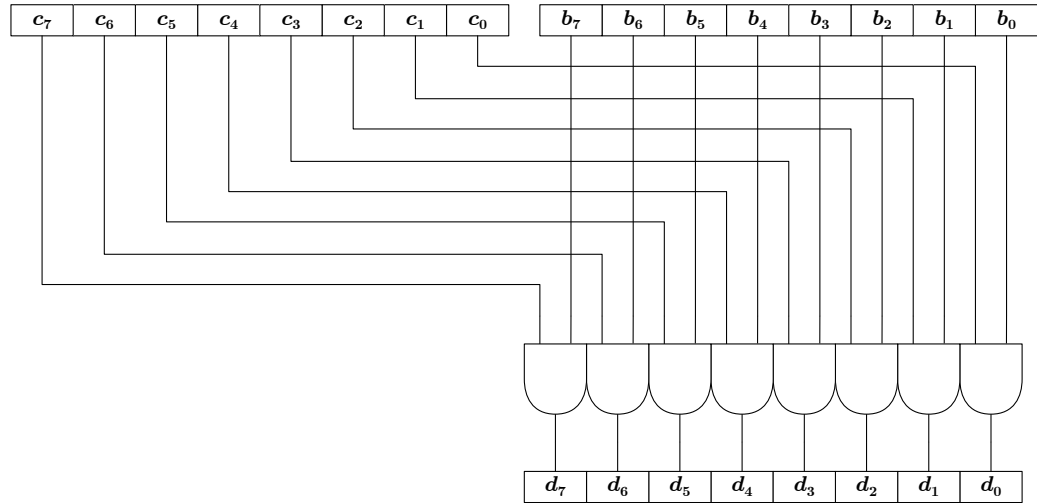 c₇ c₆ c₅ c₄ c₃ c₂ c₁ c₀ b₇ b₆ b₅ b₄ b₃ b₂ b₁ b₀
d₇ d₆ d₅ d₄ d₃ d₂ d₁ d₀